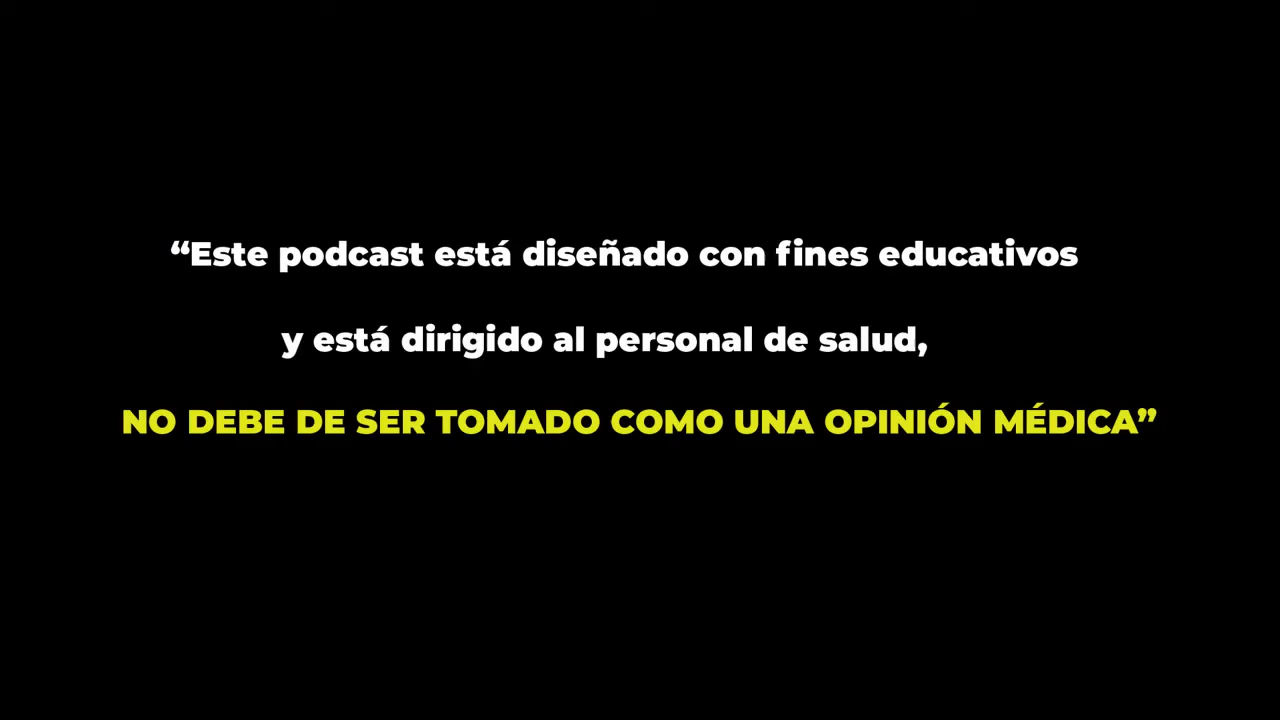 “Este podcast está diseñado con fines educativos
y está dirigido al personal de salud,
NO DEBE DE SER TOMADO COMO UNA OPINIÓN MÉDICA”